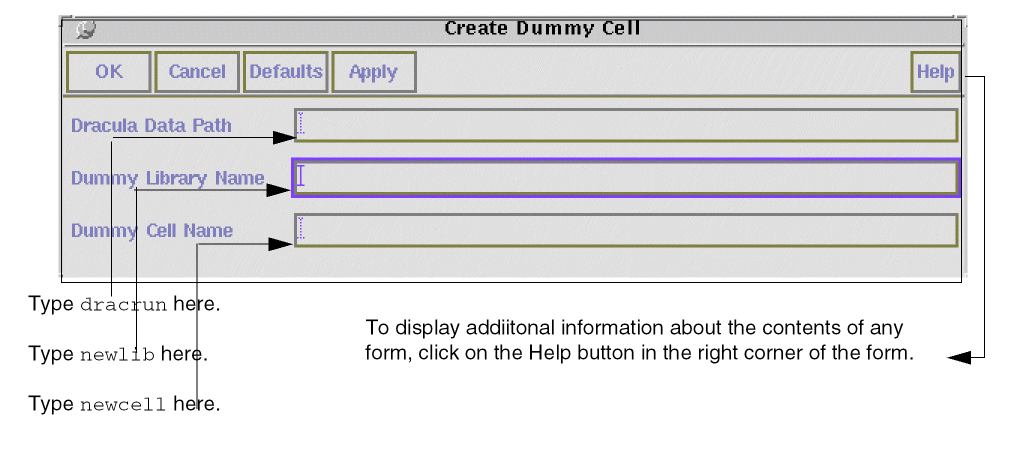 Create Dummy Cell
OK Cancel Defaults Apply Help
Dracula Data Path
Dummy Library Name
Dummy Cell Name
Type dracrun here.
Type newlib here.
Type newcell here.
To display addiitonal information about the contents of any
form, click on the Help button in the right corner of the form.